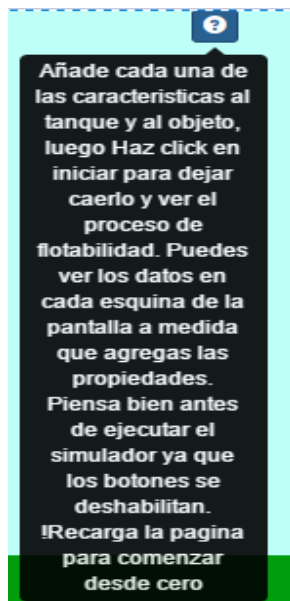 ?
Añade cada una de
las caracteristicas al
tanque y al objeto,
luego Haz click en
iniciar para dejar
caerlo y ver el
proceso de
flotabilidad. Puedes
ver los datos en
cada esquina de la
pantalla a medida
que agregas las
propiedades.
Piensa bien antes
de ejecutar el
simulador ya que
los botones se
deshabilitan.
!Recarga la pagina
para comenzar
desde cero